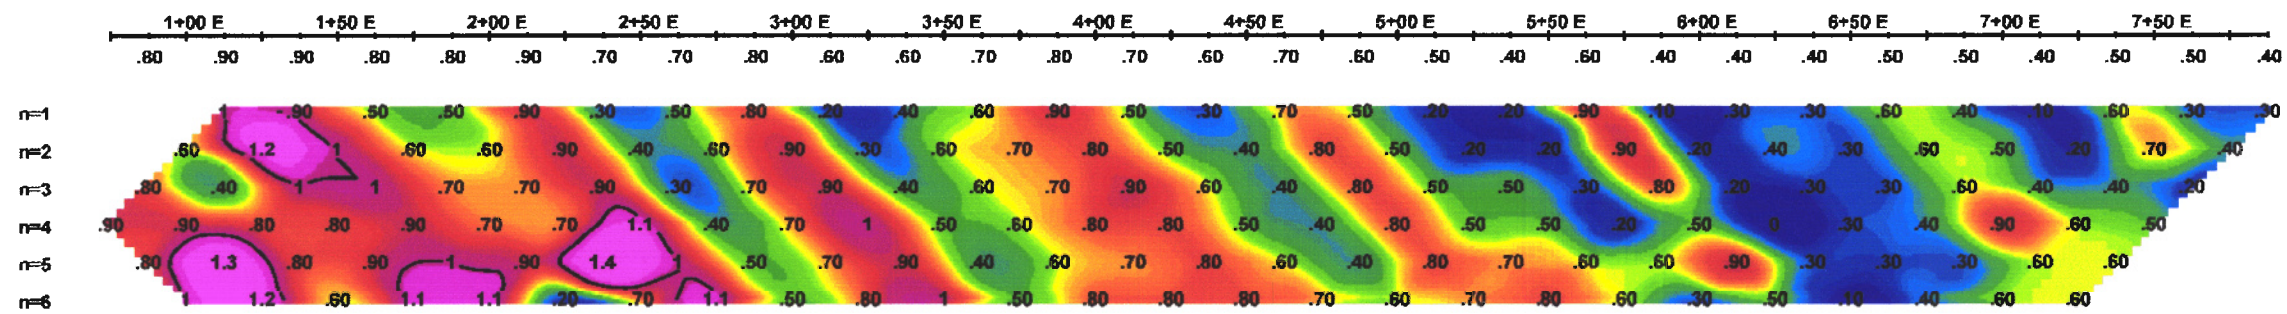 1+00 E 1+50 E 2+00 E 2+50 E 3+00 E 3+50 E 4+00 E 4+50 E 5+00 E 5+50 E 6+00 E 6+50 E 7+00 E 7+50 E
.80 .90 .90 .80 .80 .90 .70 .70 .80 .60 .60 .70 .80 .70 .60 .70 .60 .50 .50 .40 .60 .40 .40 .40 .50 .50 .40 .50 .40
n=1 1 .90 .50 .50 .90 .30 .50 .80 .20 .40 .60 .90 .50 .30 .70 .50 .20 .20 .90 .10 .30 .30 .40 .10 .60 .30 .30
n=2 .60 1.2 1 .60 .60 .90 .40 .60 .90 .30 .60 .70 .80 .50 .40 .80 .50 .20 .20 .90 .20 .40 .30 .60 .50 .20 .70 .40
n=3 .80 .40 1 1 .70 .70 .90 .30 .70 .90 .40 .60 .70 .90 .60 .40 .80 .50 .50 .30 .80 .20 .30 .30 .60 .40 .40 .20
n=4 .90 .90 .80 .80 .90 .70 .70 1.1 .40 .70 1 .50 .60 .80 .80 .50 .40 .80 .50 .50 .20 .50 0 .30 .40 .90 .60 .50
n=5 .80 1.3 .80 .90 1 .90 1.4 1 .50 .70 .90 .40 .60 .70 .80 .60 .40 .80 .70 .60 .60 .90 .30 .30 .30 .60 .60
n=6 1 1.2 .60 1.1 1.1 .20 .70 1.1 .50 .80 1 .50 .80 .80 .80 .70 .60 .70 .80 .60 .30 .50 .10 .40 .60 .60